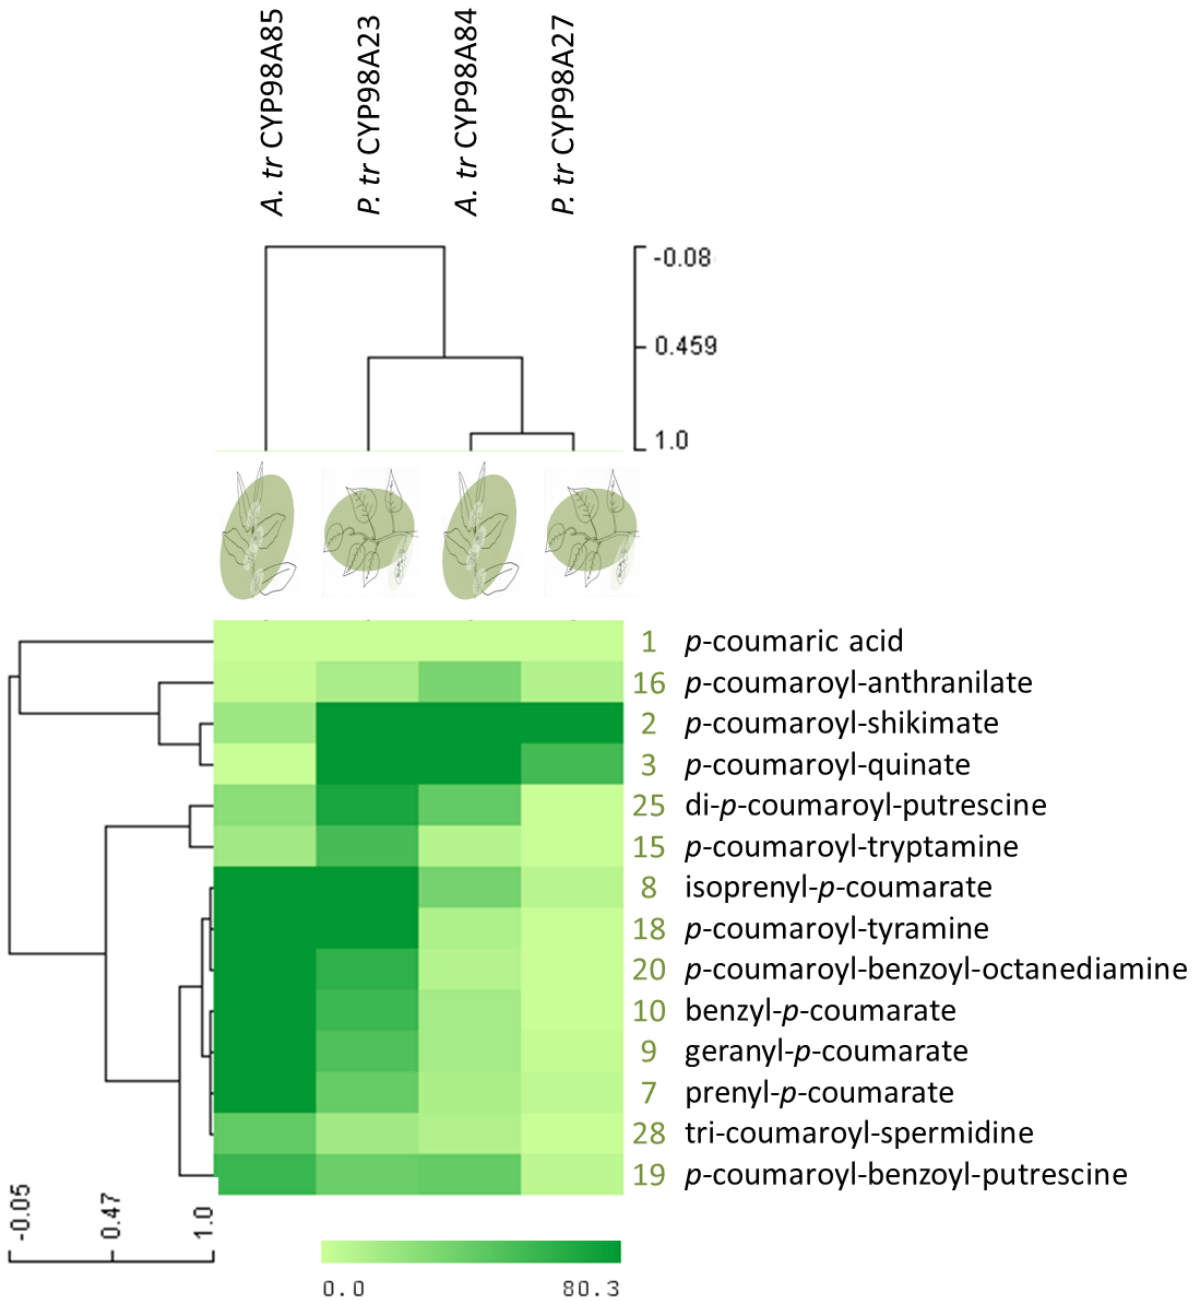 A. tr CYP98A85
P. tr CYP98A23
A. tr CYP98A84
P. tr CYP98A27
-0.08
0.459
1.0
1 p-coumaric acid
16 p-coumaroyl-anthranilate
2 p-coumaroyl-shikimate
3 p-coumaroyl-quinate
25 di-p-coumaroyl-putrescine
15 p-coumaroyl-tryptamine
8 isoprenyl-p-coumarate
18 p-coumaroyl-tyramine
20 p-coumaroyl-benzoyl-octanediamine
10 benzyl-p-coumarate
9 geranyl-p-coumarate
7 prenyl-p-coumarate
28 tri-coumaroyl-spermidine
19 p-coumaroyl-benzoyl-putrescine
-0.05
0.47
1.0
0.0 80.3